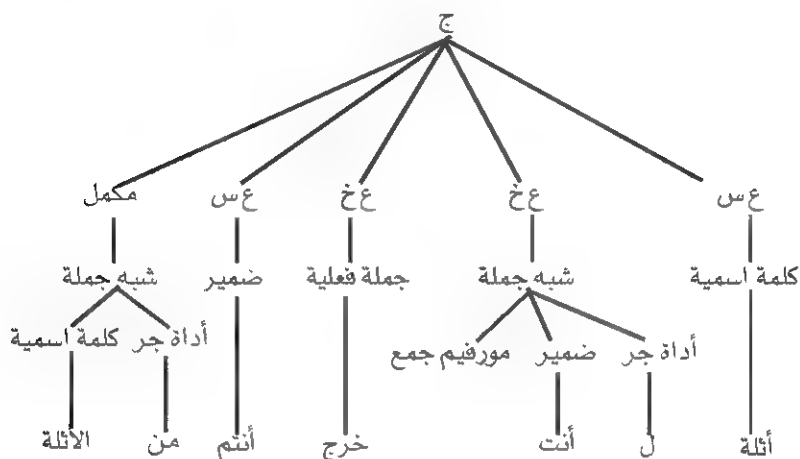 ج
ع س ع خ ع خ ع س مكمل
كلمة اسمية شبه جملة جملة فعلية ضمير شبه جملة
أداة جر ضمير مورفيم جمع أداة جر كلمة اسمية
أثلة ل أنت خرج أنتم من الأثلة